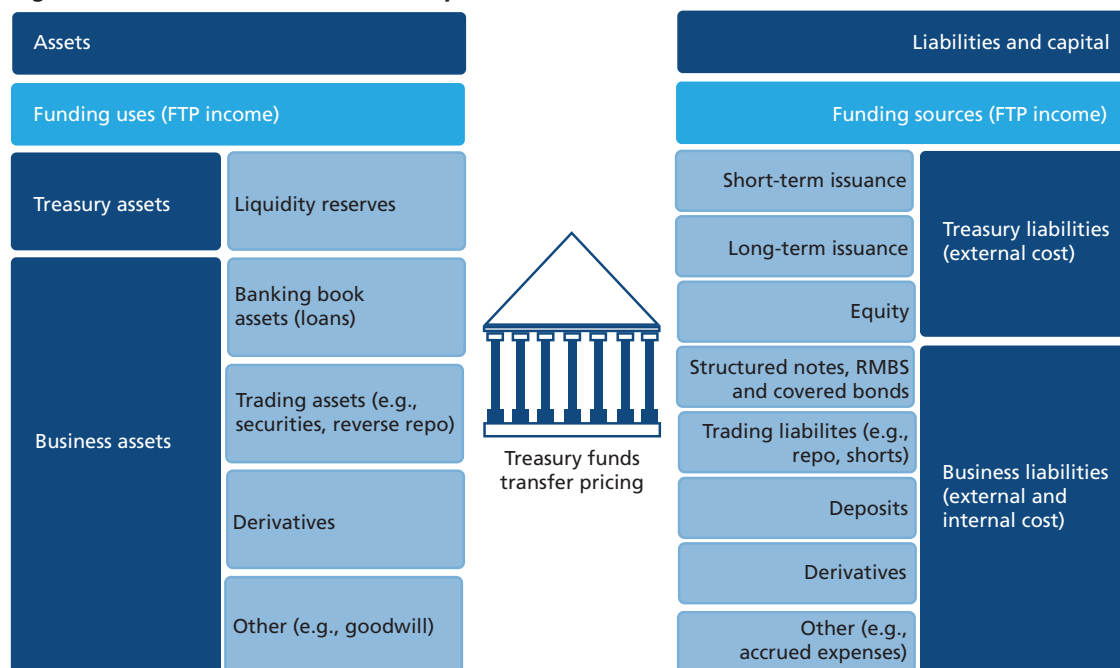 Assets
Liabilities and capital
Funding uses (FTP income)
Funding sources (FTP income)
Treasury assets
Liquidity reserves
Business assets
Banking book
assets (loans)
Trading assets (e.g.,
securities, reverse repo)
Derivatives
Other (e.g., goodwill)
Treasury funds
transfer pricing
Short-term issuance
Long-term issuance
Equity
Treasury liabilities
(external cost)
Structured notes, RMBS
and covered bonds
Trading liabilites (e.g.,
repo, shorts)
Deposits
Derivatives
Other (e.g.,
accrued expenses)
Business liabilities
(external and
internal cost)